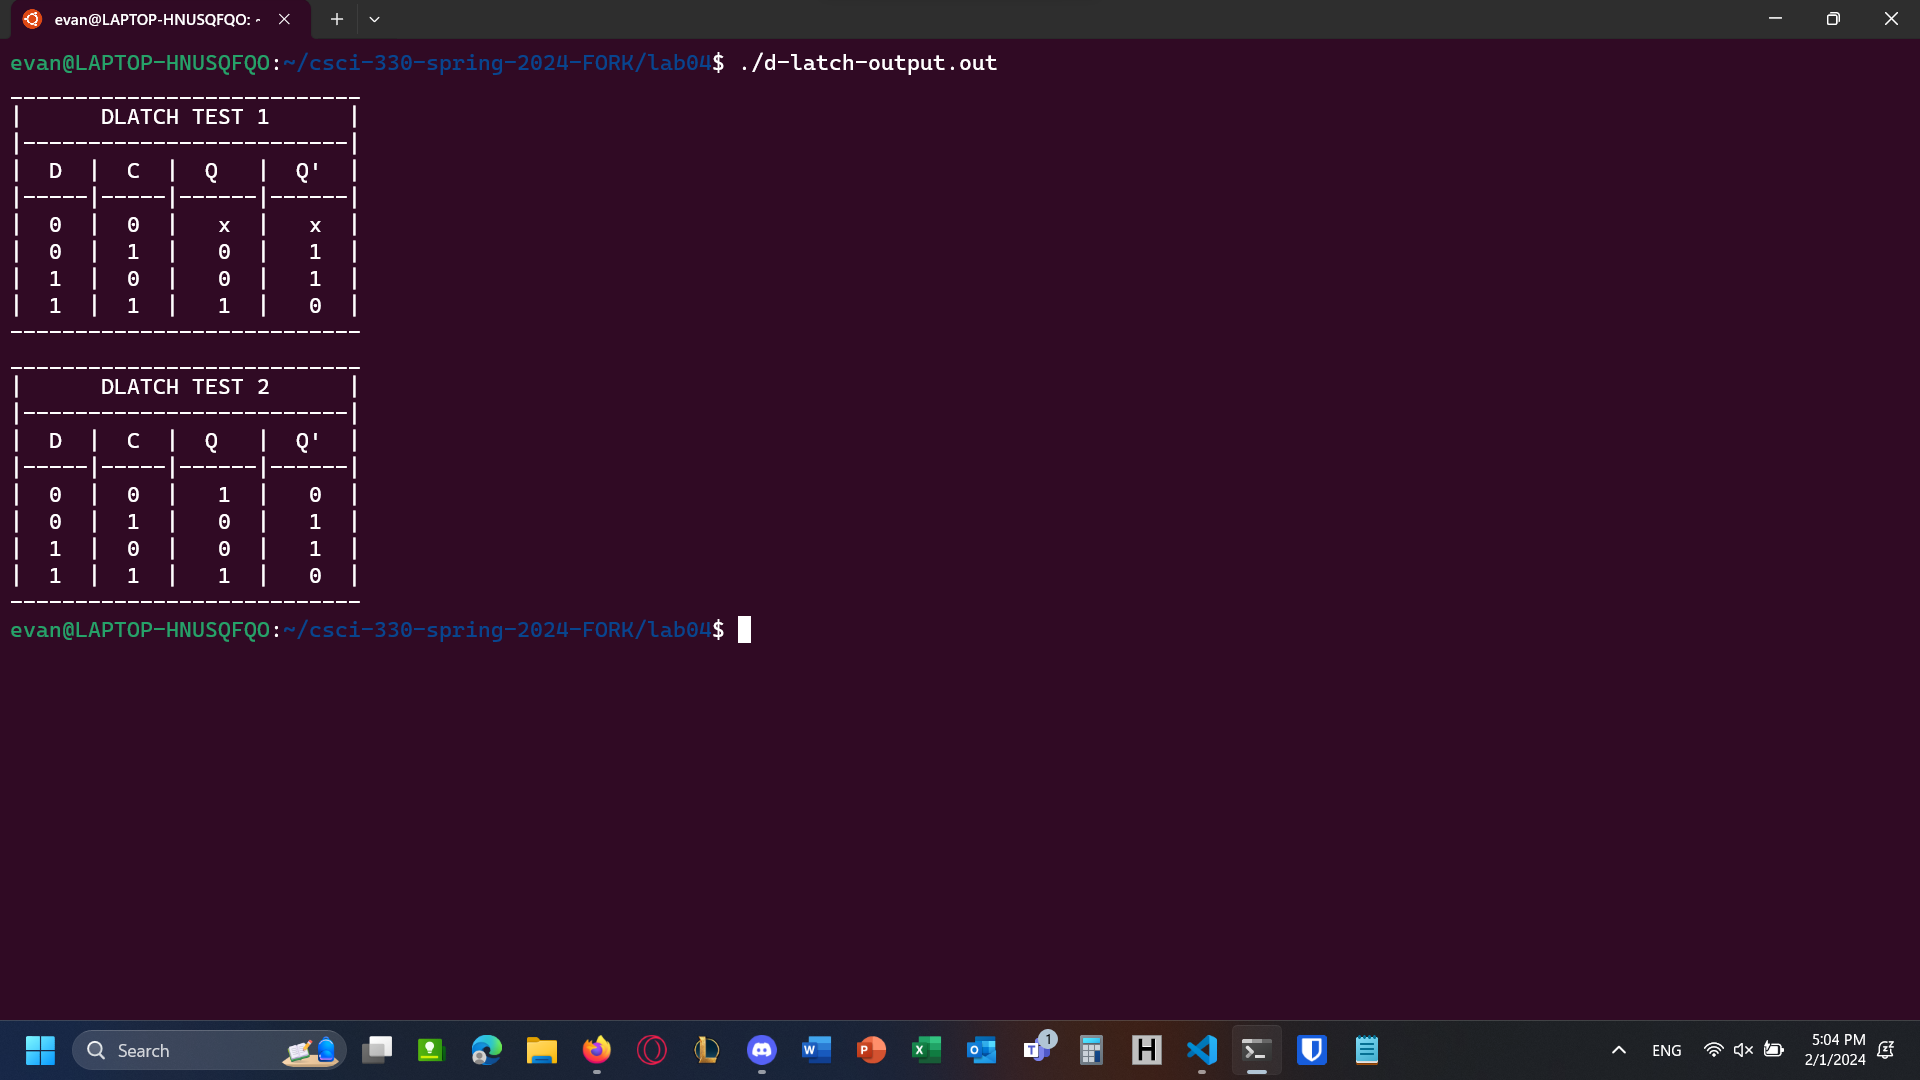 evan@LAPTOP-HNUSQFQO: ~
evan@LAPTOP-HNUSQFQO:~/csci-330-spring-2024-FORK/lab04$ ./d-latch-output.out
---------------------------
|      DLATCH TEST 1      |
|-------------------------|
|  D  |  C  |  Q   |  Q'  |
|-----|-----|------|------|
|  0  |  0  |   x  |   x  |
|  0  |  1  |   0  |   1  |
|  1  |  0  |   0  |   1  |
|  1  |  1  |   1  |   0  |
---------------------------
---------------------------
|      DLATCH TEST 2      |
|-------------------------|
|  D  |  C  |  Q   |  Q'  |
|-----|-----|------|------|
|  0  |  0  |   1  |   0  |
|  0  |  1  |   0  |   1  |
|  1  |  0  |   0  |   1  |
|  1  |  1  |   1  |   0  |
---------------------------
evan@LAPTOP-HNUSQFQO:~/csci-330-spring-2024-FORK/lab04$
Search
1
ENG
5:04 PM
2/1/2024